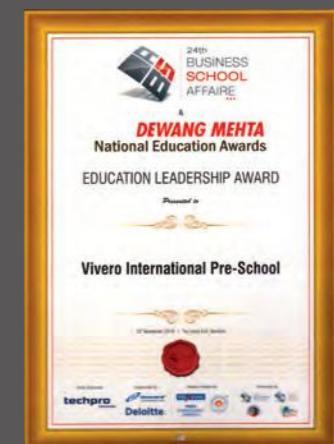 24th
BUSINESS
SCHOOL
AFFAIRE
&
DEWANG MEHTA
National Education Awards
EDUCATION LEADERSHIP AWARD
Presented to
Vivero International Pre-School
techpro
Deloitte